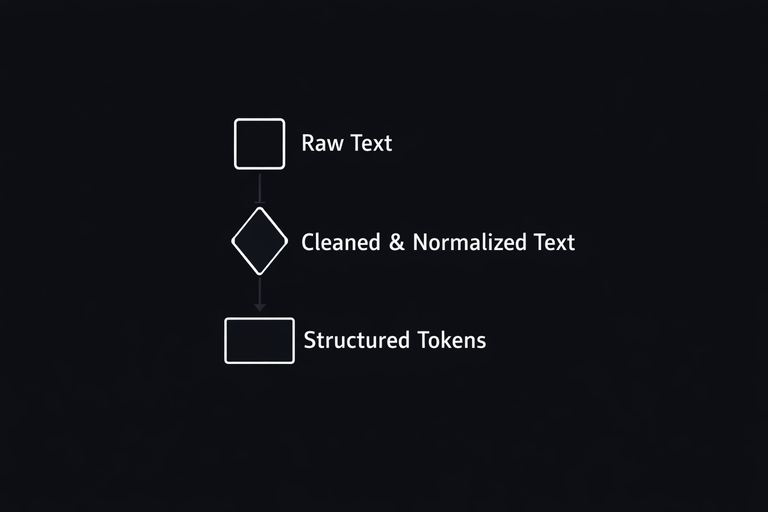 Raw Text
Cleaned & Normalized Text
Structured Tokens